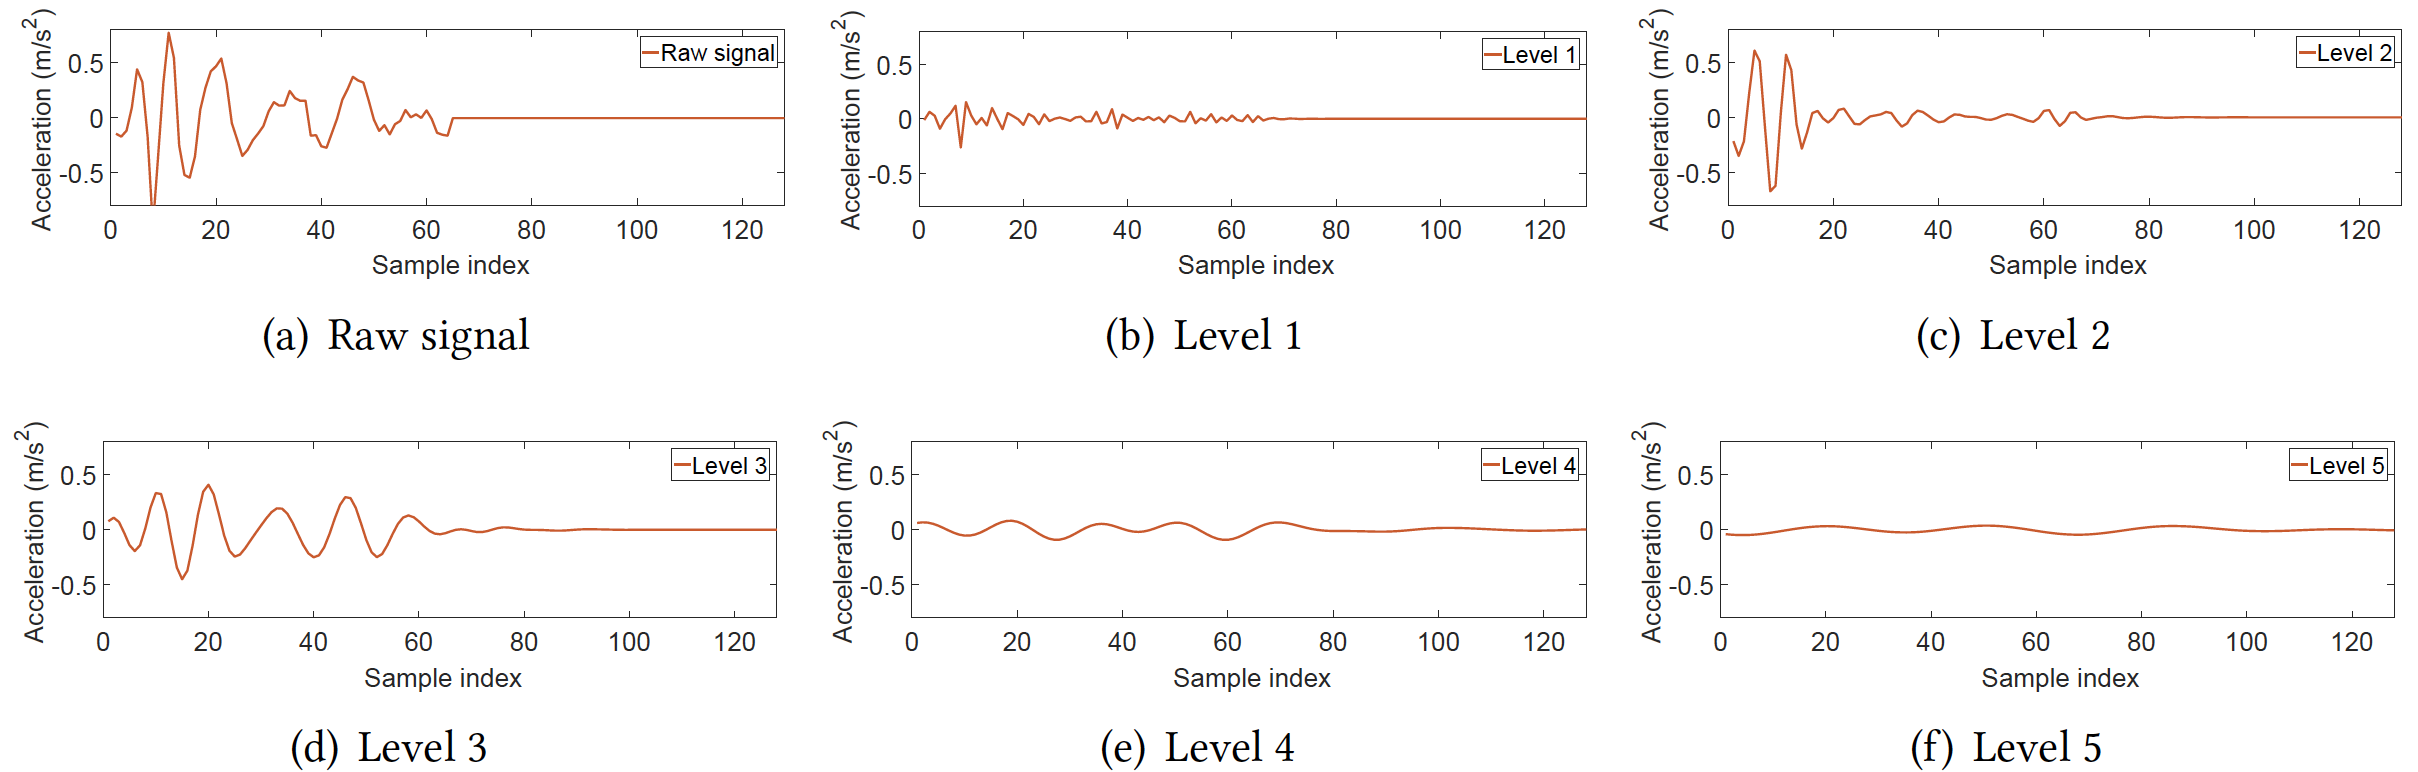 Acceleration (m/s2)
0.5
0
-0.5
Raw signal
0 20 40 60 80 100 120
Sample index
(a) Raw signal
Acceleration (m/s2)
0.5
0
-0.5
Level 1
0 20 40 60 80 100 120
Sample index
(b) Level 1
Acceleration (m/s2)
0.5
0
-0.5
Level 2
0 20 40 60 80 100 120
Sample index
(c) Level 2
Acceleration (m/s2)
0.5
0
-0.5
Level 3
0 20 40 60 80 100 120
Sample index
(d) Level 3
Acceleration (m/s2)
0.5
0
-0.5
Level 4
0 20 40 60 80 100 120
Sample index
(e) Level 4
Acceleration (m/s2)
0.5
0
-0.5
Level 5
0 20 40 60 80 100 120
Sample index
(f) Level 5